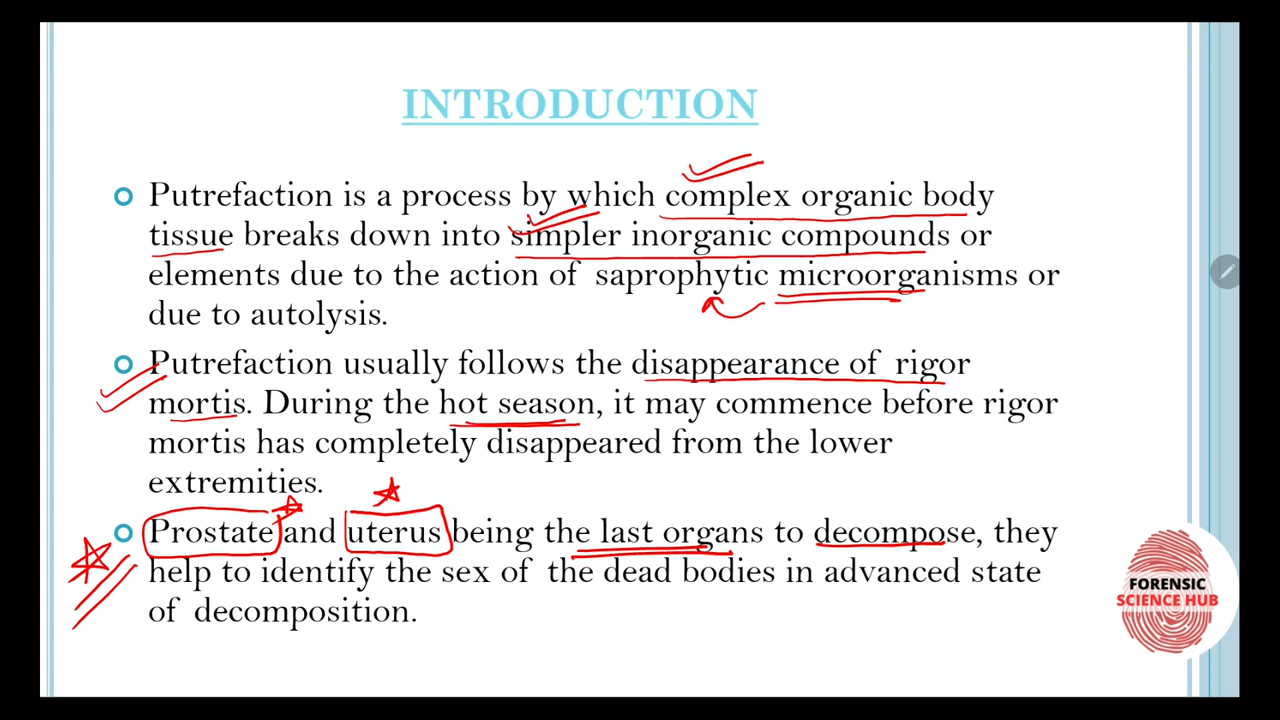 INTRODUCTION
Putrefaction is a process by which complex organic body
tissue breaks down into simpler inorganic compounds or
elements due to the action of saprophytic microorganisms or
due to autolysis.
Putrefaction usually follows the disappearance of rigor
mortis. During the hot season, it may commence before rigor
mortis has completely disappeared from the lower
extremities.
Prostate and uterus being the last organs to decompose, they
help to identify the sex of the dead bodies in advanced state
of decomposition.
FORENSIC
SCIENCE HUB